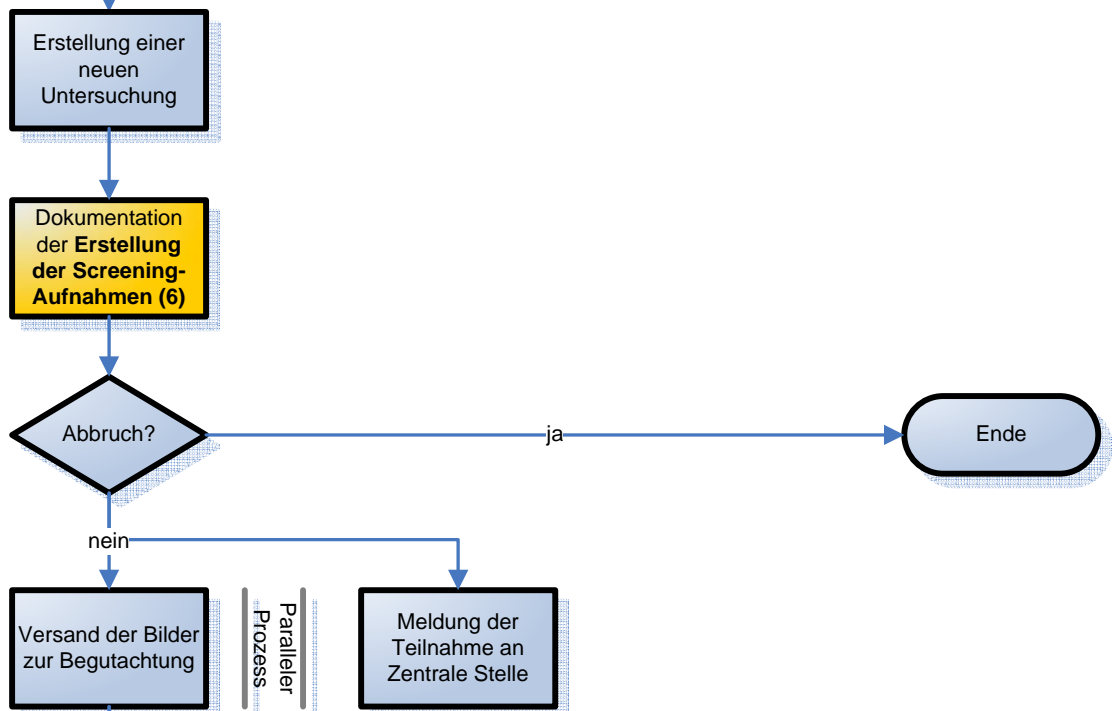 Erstellung einer
neuen
Untersuchung
Dokumentation
der Erstellung
der Screening-
Aufnahmen (6)
Abbruch?
ja
Ende
nein
Versand der Bilder
zur Begutachtung
Paralleler
Prozess
Meldung der
Teilnahme an
Zentrale Stelle